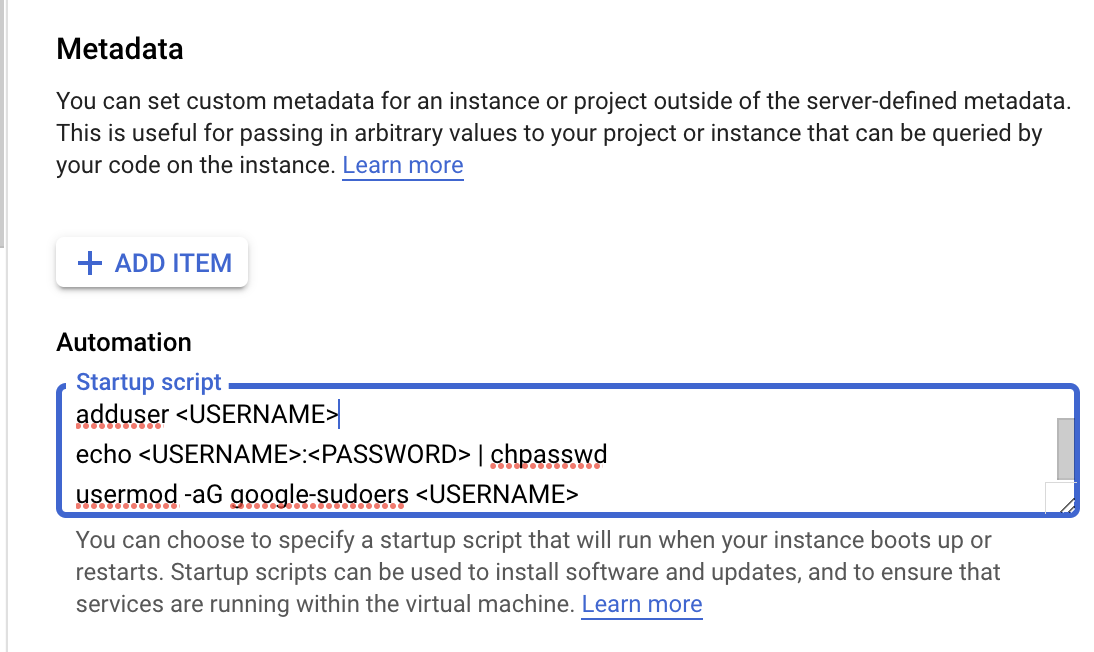 Metadata
You can set custom metadata for an instance or project outside of the server-defined metadata.
This is useful for passing in arbitrary values to your project or instance that can be queried by
your code on the instance. Learn more
+ ADD ITEM
Automation
Startup script
adduser <USERNAME>
echo <USERNAME>:<PASSWORD> | chpasswd
usermod -aG google-sudoers <USERNAME>
You can choose to specify a startup script that will run when your instance boots up or
restarts. Startup scripts can be used to install software and updates, and to ensure that
services are running within the virtual machine. Learn more